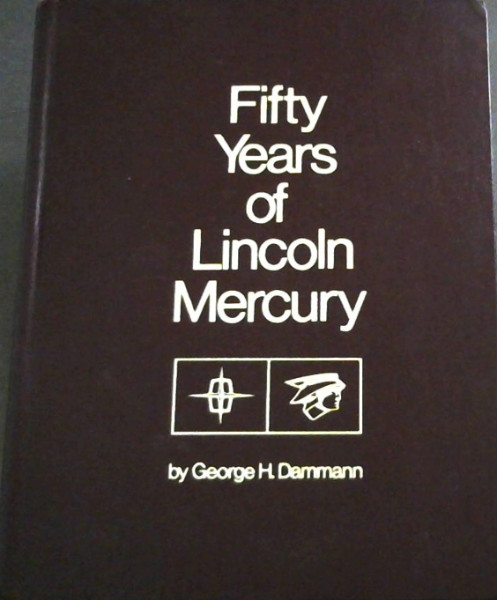 Fifty
Years
of
Lincoln
Mercury
by George H. Dammann